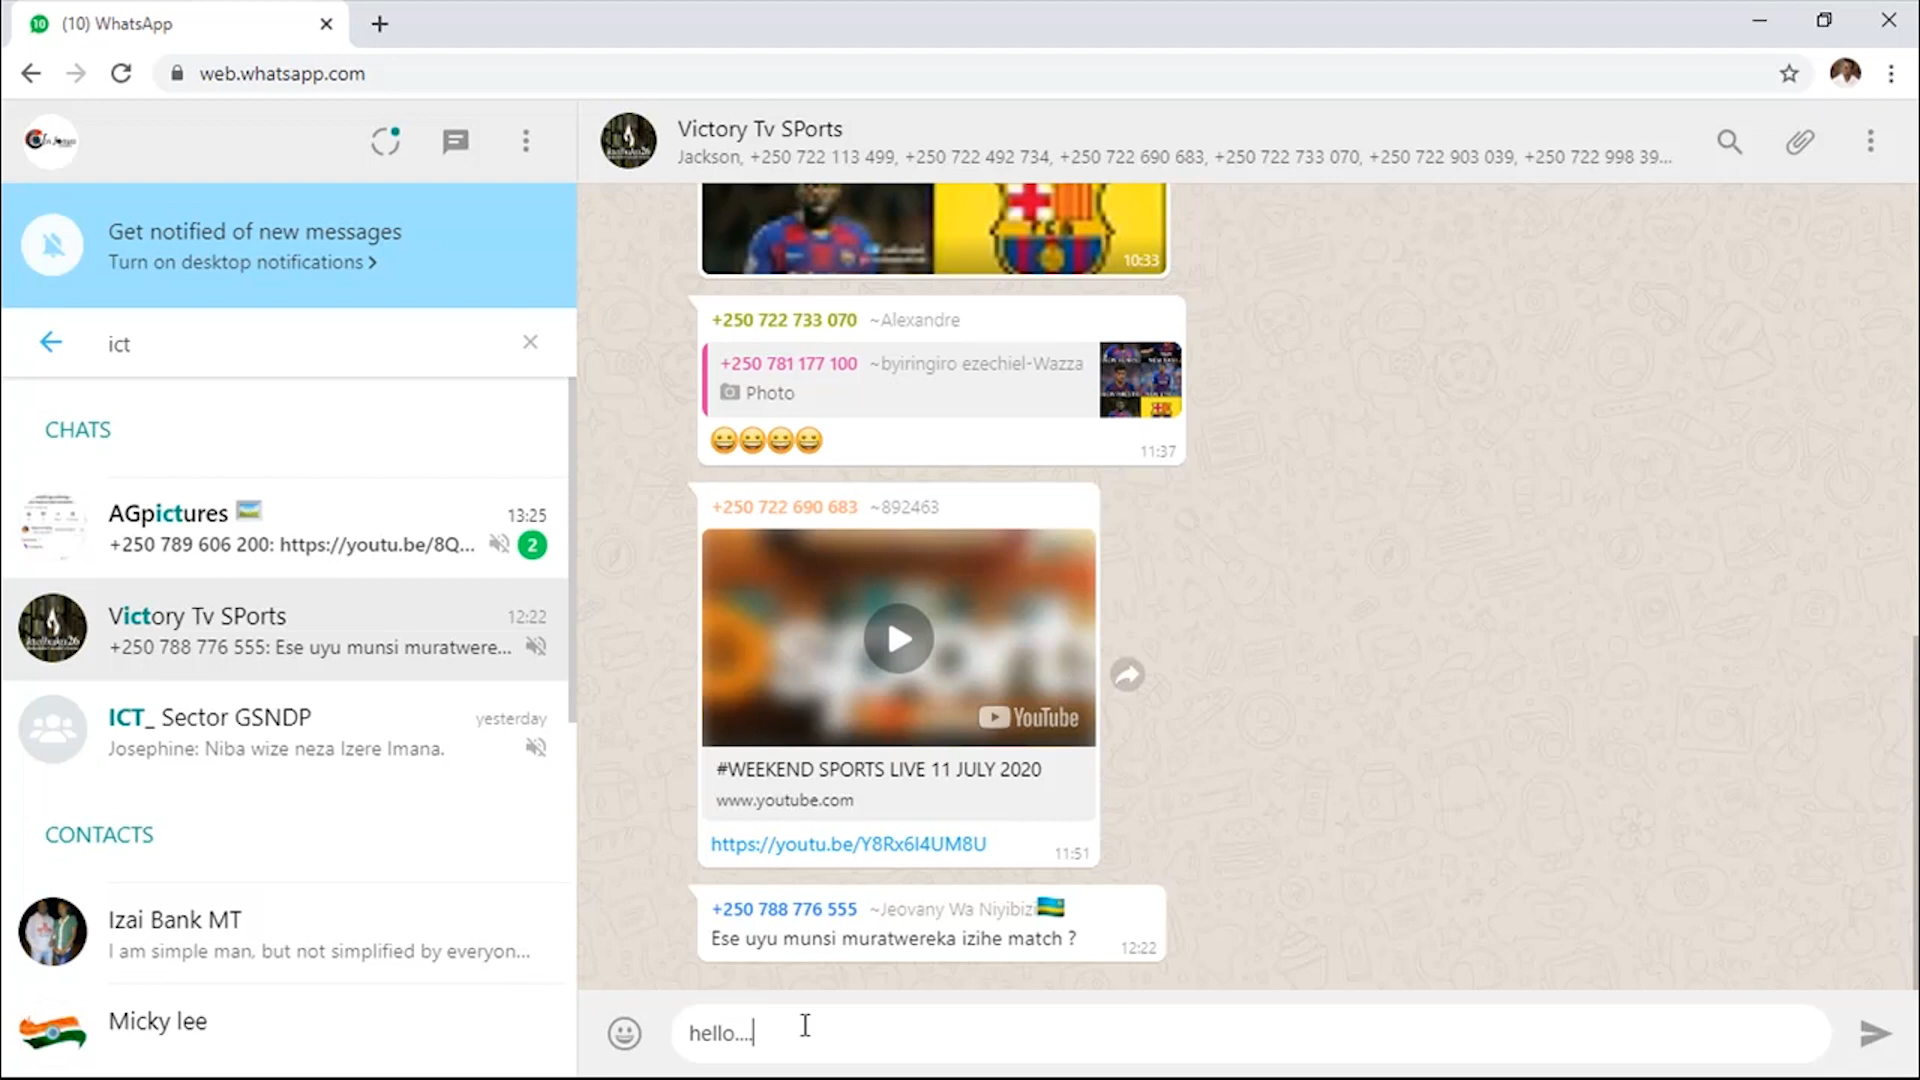 10 (10) WhatsApp
web.whatsapp.com
Get notified of new messages
Turn on desktop notifications
ict
CHATS
AGpictures
13:25
+250 789 606 200: https://youtu.be/8Q...
2
Victory Tv SPorts
12:22
+250 788 776 555: Ese uyu munsi muratwere...
ICT_ Sector GSNDP
yesterday
Josephine: Niba wize neza Izere Imana.
CONTACTS
Izai Bank MT
I am simple man, but not simplified by everyon...
Micky lee
Victory Tv SPorts
Jackson, +250 722 113 499, +250 722 492 734, +250 722 690 683, +250 722 733 070, +250 722 903 039, +250 722 998 39...
10:33
+250 722 733 070 ~Alexandre
+250 781 177 100 ~byiringiro ezechiel-Wazza
Photo
11:37
+250 722 690 683 ~892463
YouTube
#WEEKEND SPORTS LIVE 11 JULY 2020
www.youtube.com
https://youtu.be/Y8Rx6I4UM8U
11:51
+250 788 776 555 ~Jeovany Wa Niyibizi
Ese uyu munsi muratwereka izihe match ?
12:22
hello....